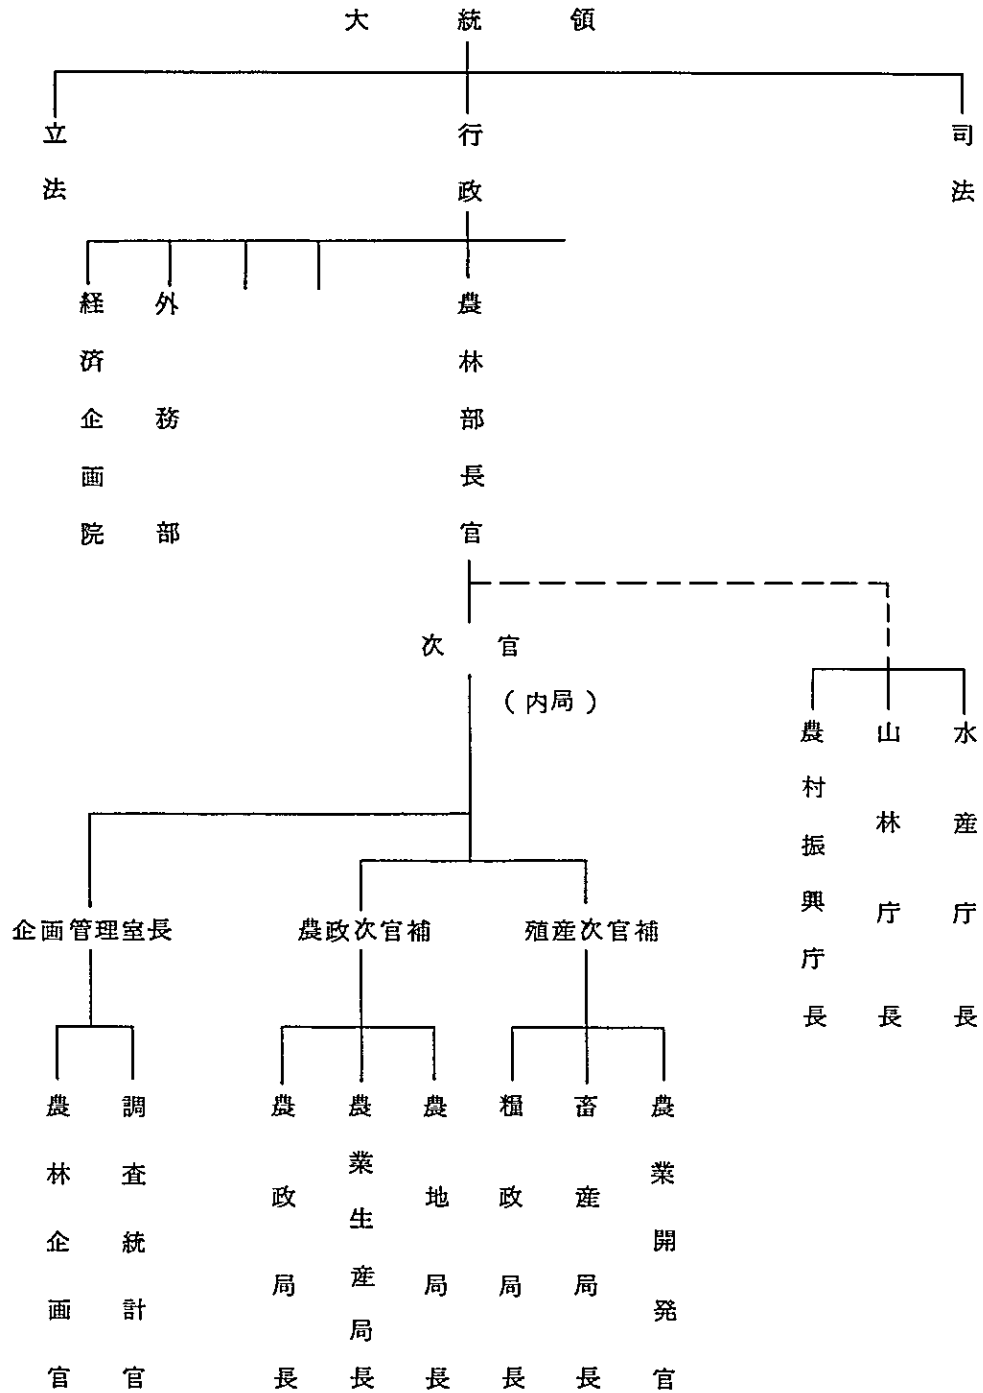 大統領
立法
行政
司法
経済企画院
外務部
農林部長官
次官
(内局)
農村振興庁長
山林庁長
水産庁長
企画管理室長
農政次官補
殖産次官補
農林企画官
調査統計官
農政局長
農業生産局長
農地局長
糧政局長
畜産局長
農業開発官